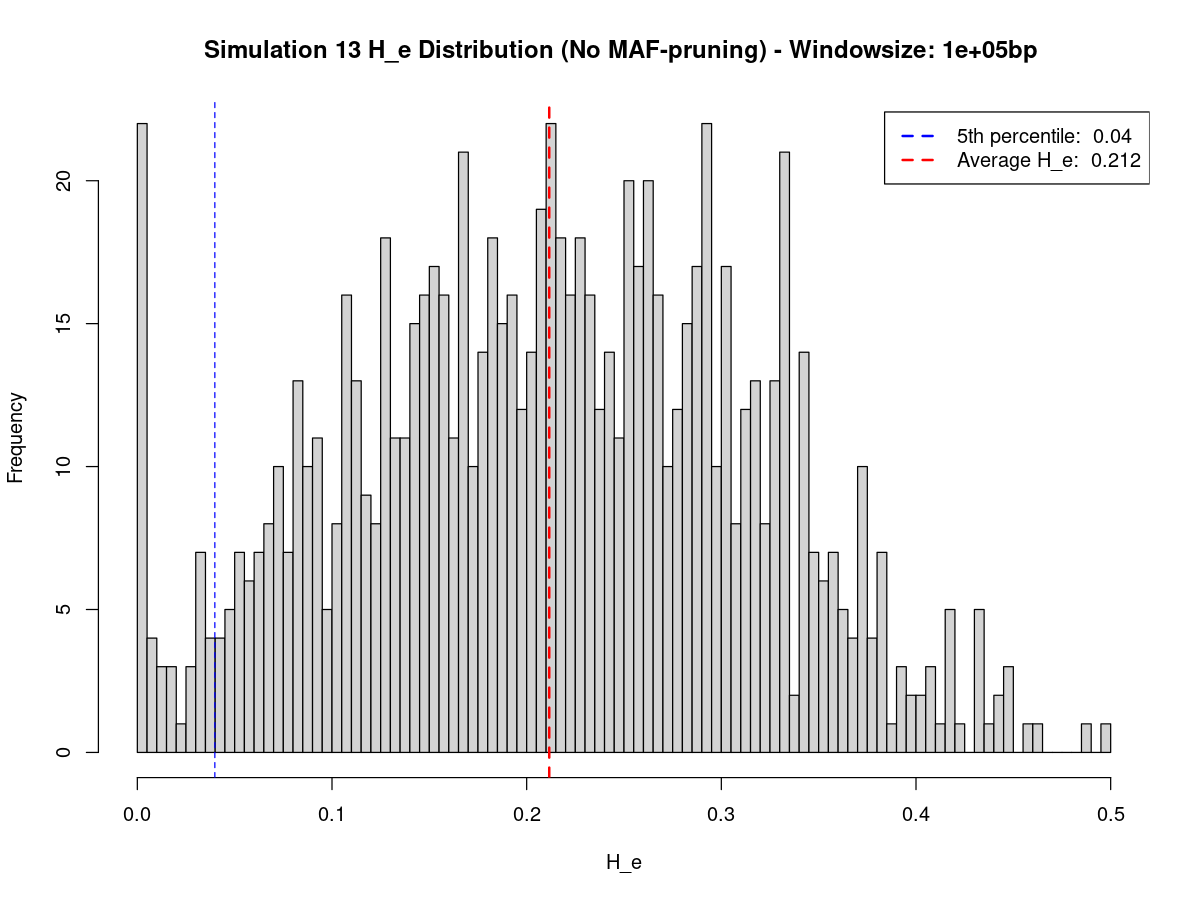 Simulation 13 H_e Distribution (No MAF-pruning) - Windowsize: 1e+05bp
5th percentile: 0.04
Average H_e: 0.212
Frequency
20
15
10
5
0
0.0 0.1 0.2 0.3 0.4 0.5
H_e